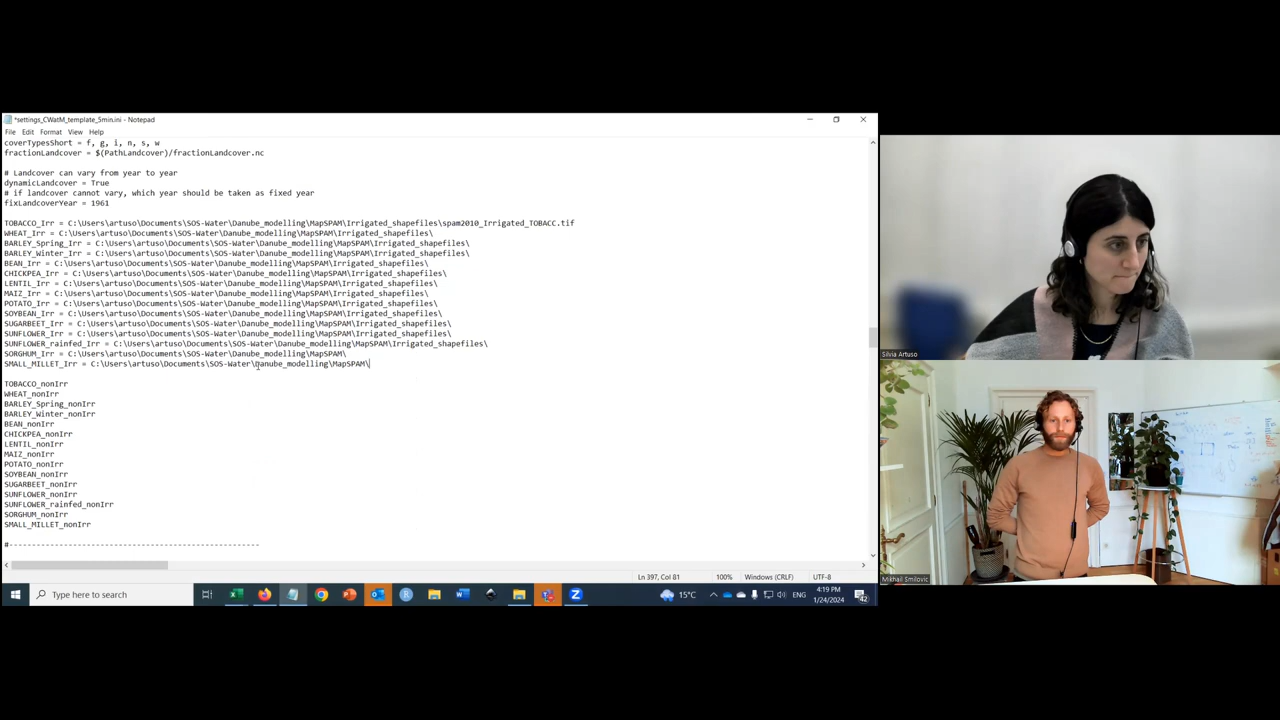 *settings_CWatM_template_5min.ini - Notepad
File Edit Format View Help
coverTypesShort = f, g, i, n, s, w
fractionLandcover = $(PathLandcover)/fractionLandcover.nc
# Landcover can vary from year to year
dynamicLandcover = True
# if landcover cannot vary, which year should be taken as fixed year
fixLandcoverYear = 1961
TOBACCO_Irr = C:\Users\artuso\Documents\SOS-Water\Danube_modelling\MapSPAM\Irrigated_shapefiles\spam2010_Irrigated_TOBACC.tif
WHEAT_Irr = C:\Users\artuso\Documents\SOS-Water\Danube_modelling\MapSPAM\Irrigated_shapefiles\
BARLEY_Spring_Irr = C:\Users\artuso\Documents\SOS-Water\Danube_modelling\MapSPAM\Irrigated_shapefiles\
BARLEY_Winter_Irr = C:\Users\artuso\Documents\SOS-Water\Danube_modelling\MapSPAM\Irrigated_shapefiles\
BEAN_Irr = C:\Users\artuso\Documents\SOS-Water\Danube_modelling\MapSPAM\Irrigated_shapefiles\
CHICKPEA_Irr = C:\Users\artuso\Documents\SOS-Water\Danube_modelling\MapSPAM\Irrigated_shapefiles\
LENTIL_Irr = C:\Users\artuso\Documents\SOS-Water\Danube_modelling\MapSPAM\Irrigated_shapefiles\
MAIZ_Irr = C:\Users\artuso\Documents\SOS-Water\Danube_modelling\MapSPAM\Irrigated_shapefiles\
POTATO_Irr = C:\Users\artuso\Documents\SOS-Water\Danube_modelling\MapSPAM\Irrigated_shapefiles\
SOYBEAN_Irr = C:\Users\artuso\Documents\SOS-Water\Danube_modelling\MapSPAM\Irrigated_shapefiles\
SUGARBEET_Irr = C:\Users\artuso\Documents\SOS-Water\Danube_modelling\MapSPAM\Irrigated_shapefiles\
SUNFLOWER_Irr = C:\Users\artuso\Documents\SOS-Water\Danube_modelling\MapSPAM\Irrigated_shapefiles\
SUNFLOWER_rainfed_Irr = C:\Users\artuso\Documents\SOS-Water\Danube_modelling\MapSPAM\Irrigated_shapefiles\
SORGHUM_Irr = C:\Users\artuso\Documents\SOS-Water\Danube_modelling\MapSPAM\
SMALL_MILLET_Irr = C:\Users\artuso\Documents\SOS-Water\Danube_modelling\MapSPAM\
TOBACCO_nonIrr
WHEAT_nonIrr
BARLEY_Spring_nonIrr
BARLEY_Winter_nonIrr
BEAN_nonIrr
CHICKPEA_nonIrr
LENTIL_nonIrr
MAIZ_nonIrr
POTATO_nonIrr
SOYBEAN_nonIrr
SUGARBEET_nonIrr
SUNFLOWER_nonIrr
SUNFLOWER_rainfed_nonIrr
SORGHUM_nonIrr
SMALL_MILLET_nonIrr
#-------------------------------------------------------
Ln 397, Col 81 100% Windows (CRLF) UTF-8
Type here to search
15°C ENG 4:19 PM
1/24/2024 42
Silvia Artuso
Mikhail Smilovic